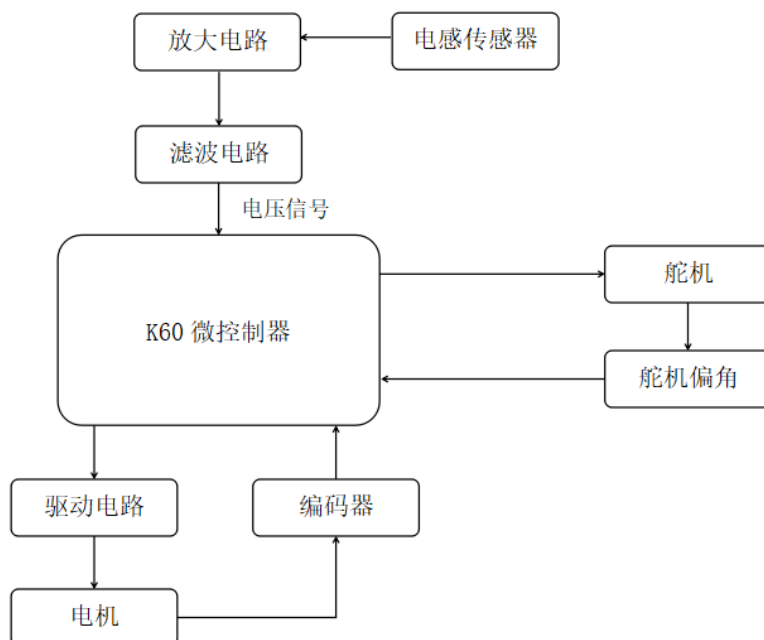 放大电路
电感传感器
滤波电路
电压信号
K60 微控制器
舵机
舵机偏角
驱动电路
编码器
电机